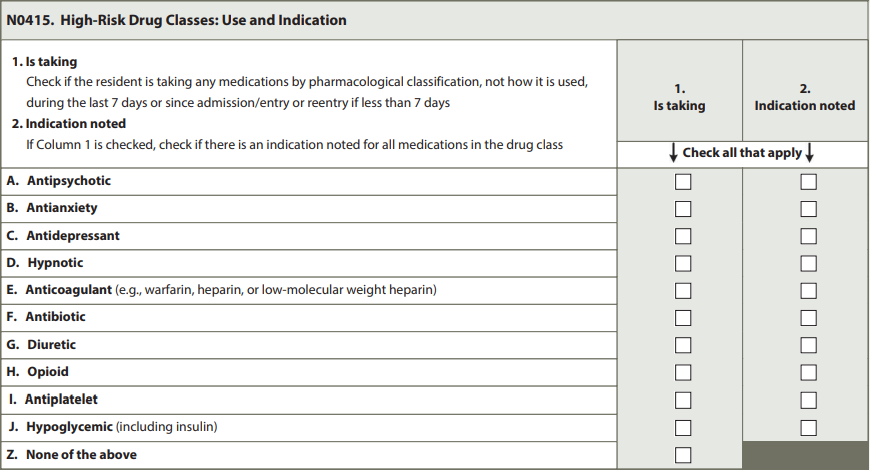 N0415. High-Risk Drug Classes: Use and Indication
1. Is taking
Check if the resident is taking any medications by pharmacological classification, not how it is used,
during the last 7 days or since admission/entry or reentry if less than 7 days
2. Indication noted
If Column 1 is checked, check if there is an indication noted for all medications in the drug class
1.
Is taking
2.
Indication noted
↓ Check all that apply ↓
A. Antipsychotic
B. Antianxiety
C. Antidepressant
D. Hypnotic
E. Anticoagulant (e.g., warfarin, heparin, or low-molecular weight heparin)
F. Antibiotic
G. Diuretic
H. Opioid
I. Antiplatelet
J. Hypoglycemic (including insulin)
Z. None of the above